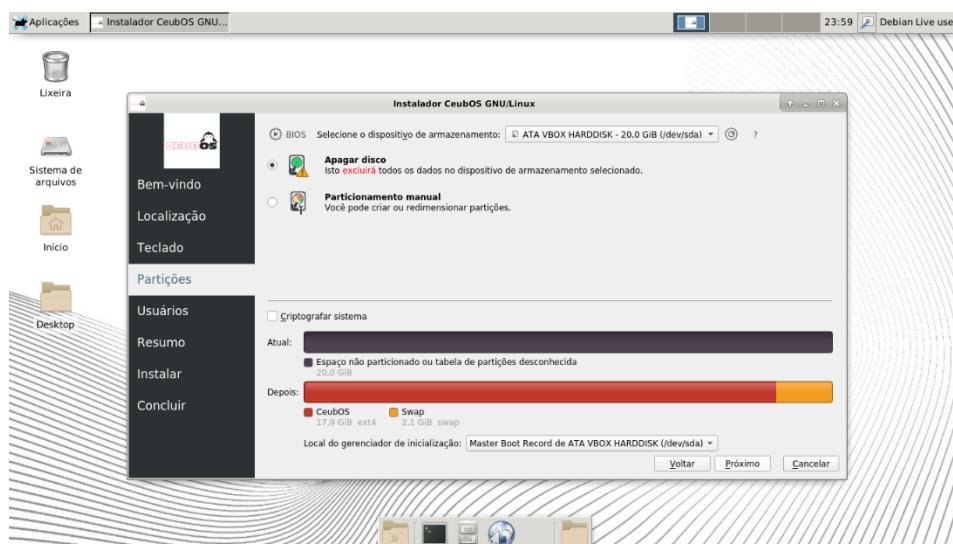 Aplicações
Instalador CeubOS GNU...
23:59
Debian Live use
Lixeira
Sistema de
arquivos
Início
Desktop
Instalador CeubOS GNU/Linux
CEUBOS
Bem-vindo
Localização
Teclado
Partições
Usuários
Resumo
Instalar
Concluir
BIOS
Selecione o dispositivo de armazenamento:
ATA VBOX HARDDISK - 20,0 GiB (/dev/sda)
?
Apagar disco
Isto excluirá todos os dados no dispositivo de armazenamento selecionado.
Particionamento manual
Você pode criar ou redimensionar partições.
Criptografar sistema
Atual:
Espaço não particionado ou tabela de partições desconhecida
20,0 GiB
Depois:
CeubOS
17,9 GiB ext4
Swap
2,1 GiB swap
Local do gerenciador de inicialização:
Master Boot Record de ATA VBOX HARDDISK (/dev/sda)
Voltar
Próximo
Cancelar